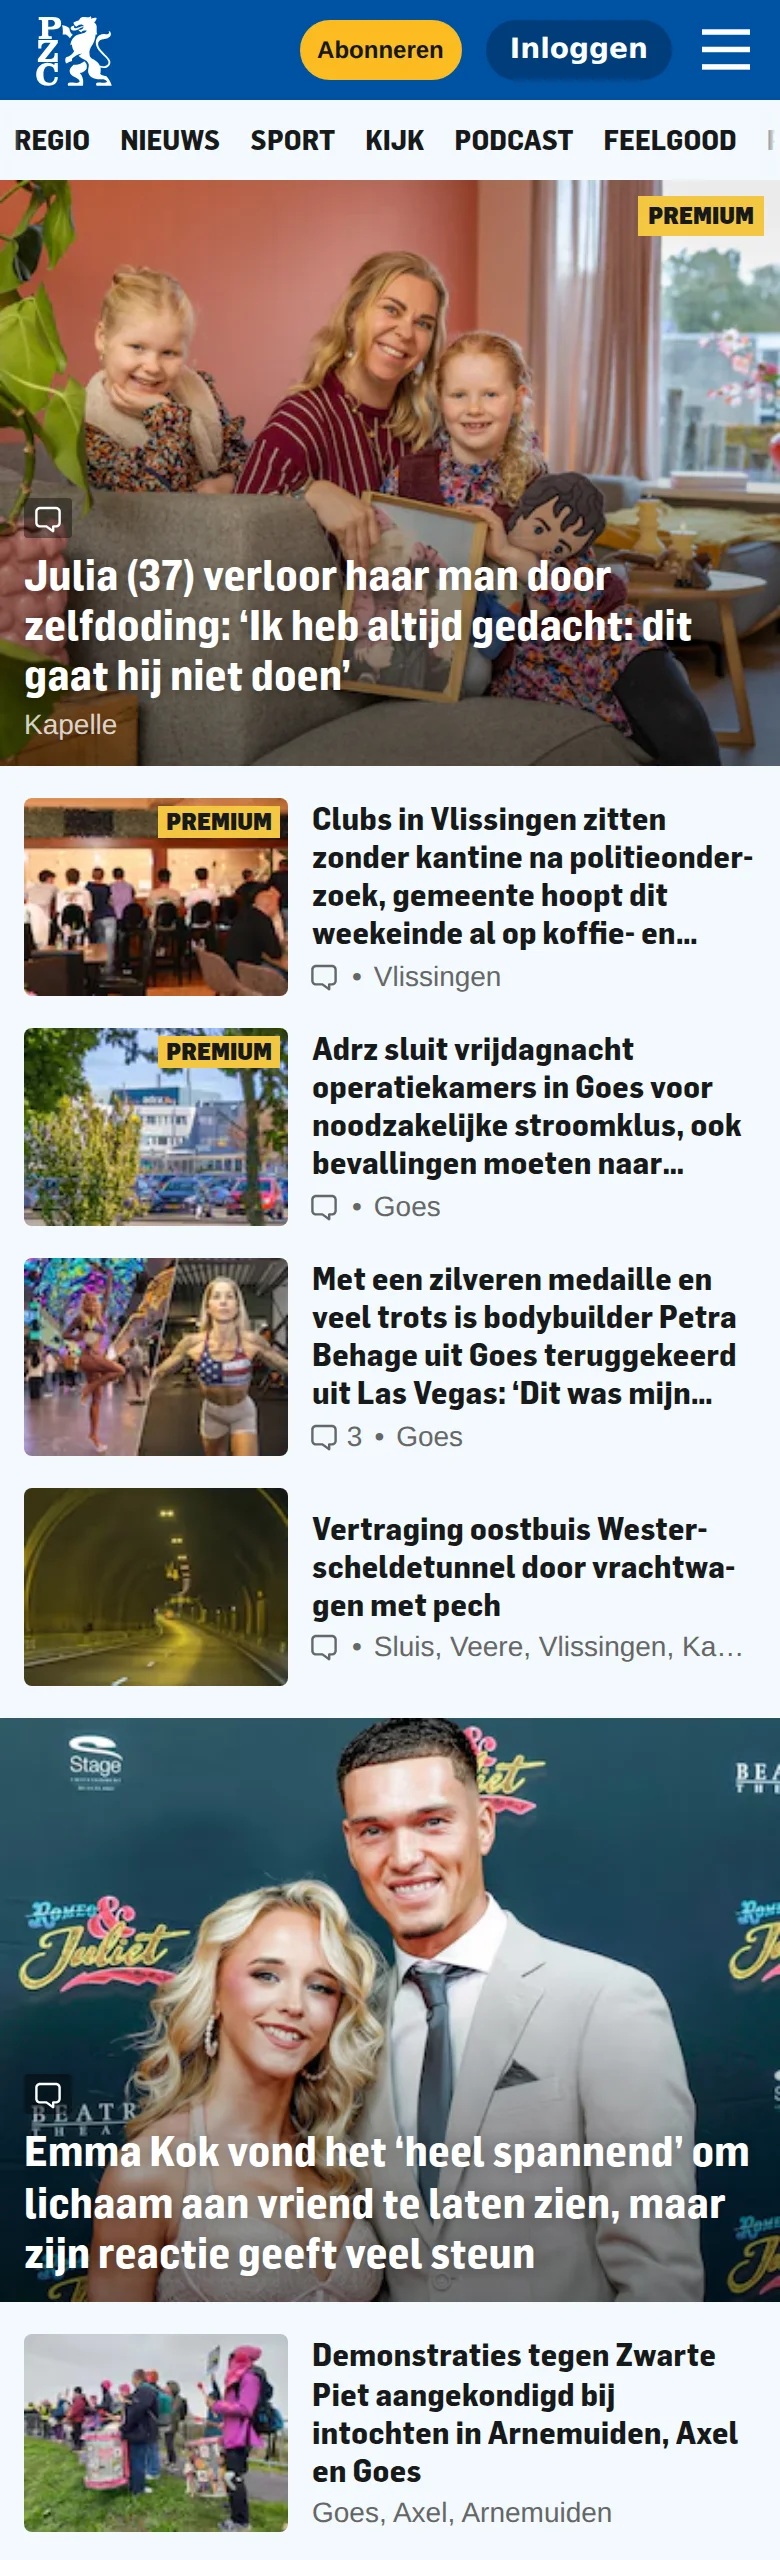 PZC
Abonneren
Inloggen
REGIO NIEUWS SPORT KIJK PODCAST FEELGOOD
PREMIUM
Julia (37) verloor haar man door
zelfdoding: ‘Ik heb altijd gedacht: dit
gaat hij niet doen’
Kapelle
PREMIUM
Clubs in Vlissingen zitten
zonder kantine na politieonder-
zoek, gemeente hoopt dit
weekeinde al op koffie- en...
• Vlissingen
PREMIUM
Adrz sluit vrijdagnacht
operatiekamers in Goes voor
noodzakelijke stroomklus, ook
bevallingen moeten naar...
• Goes
Met een zilveren medaille en
veel trots is bodybuilder Petra
Behage uit Goes teruggekeerd
uit Las Vegas: ‘Dit was mijn...
3 • Goes
Vertraging oostbuis Wester-
scheldetunnel door vrachtwa-
gen met pech
• Sluis, Veere, Vlissingen, Ka...
Stage
BEA
TH
Romeo
&
Juliet
BEATR
THEA
Emma Kok vond het ‘heel spannend’ om
lichaam aan vriend te laten zien, maar
zijn reactie geeft veel steun
Demonstraties tegen Zwarte
Piet aangekondigd bij
intochten in Arnemuiden, Axel
en Goes
Goes, Axel, Arnemuiden